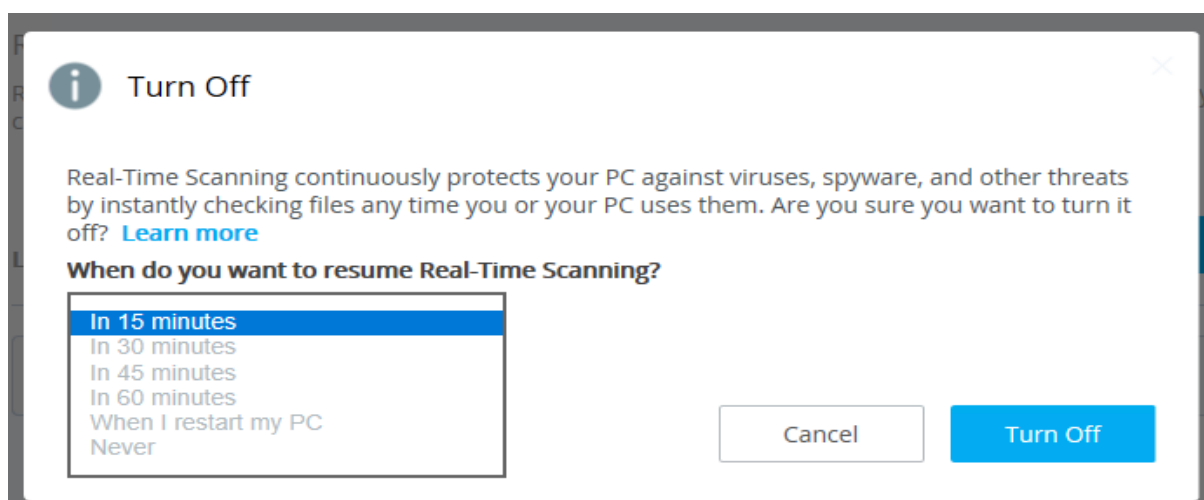 Turn Off
Real-Time Scanning continuously protects your PC against viruses, spyware, and other threats
by instantly checking files any time you or your PC uses them. Are you sure you want to turn it
off? Learn more
When do you want to resume Real-Time Scanning?
In 15 minutes
In 30 minutes
In 45 minutes
In 60 minutes
When I restart my PC
Never
Cancel
Turn Off